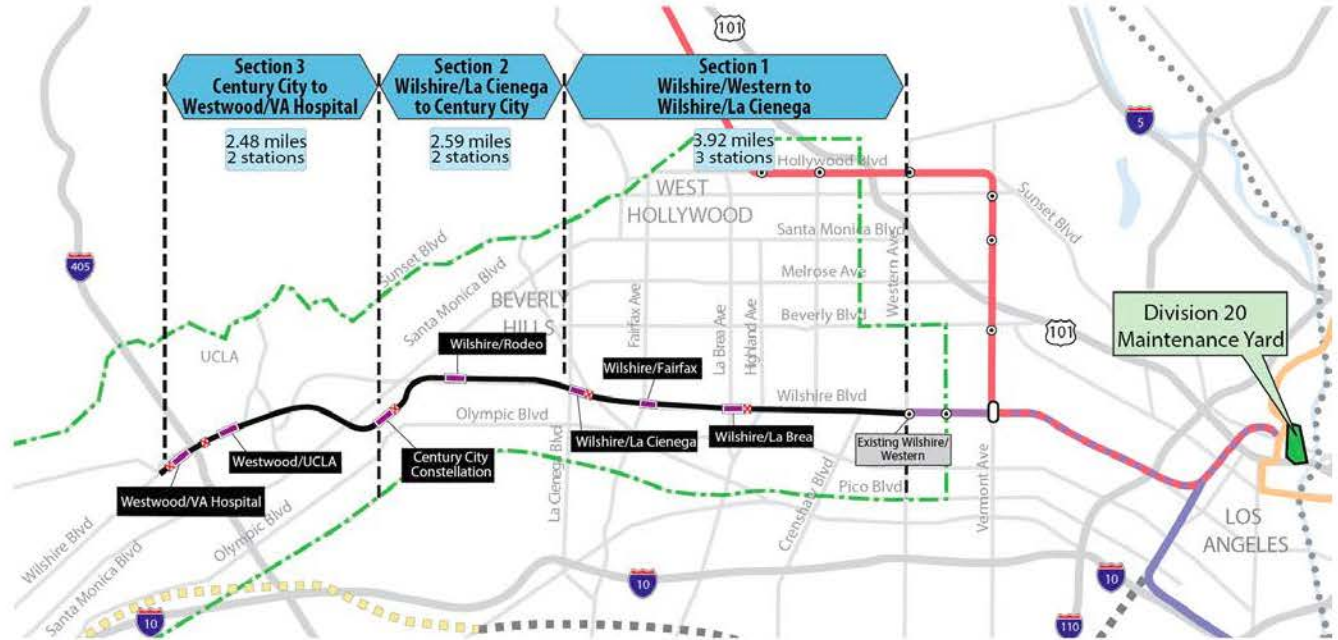 101
Section 3
Century City to
Westwood/VA Hospital
2.48 miles
2 stations
Section 2
Wilshire/La Cienega
to Century City
2.59 miles
2 stations
Section 1
Wilshire/Western to
Wilshire/La Cienega
3.92 miles
3 stations
5
Hollywood Blvd
WEST
HOLLYWOOD
Sunset Blvd
Santa Monica Blvd
Western Ave
Melrose Ave
Sunset Blvd
Santa Monica Blvd
405
BEVERLY
HILLS
Fairfax Ave
La Brea Ave
Highland Ave
Beverly Blvd
101
Division 20
Maintenance Yard
UCLA
Wilshire/Rodeo
Wilshire/Fairfax
Wilshire Blvd
Olympic Blvd
Wilshire/La Cienega
Wilshire/La Brea
Existing Wilshire/
Western
Westwood/UCLA
Century City
Constellation
La Cienega Blvd
Crenshaw Blvd
Vermont Ave
Pico Blvd
Westwood/VA Hospital
LOS
ANGELES
Wilshire Blvd
Santa Monica Blvd
Olympic Blvd
10
10
10
110